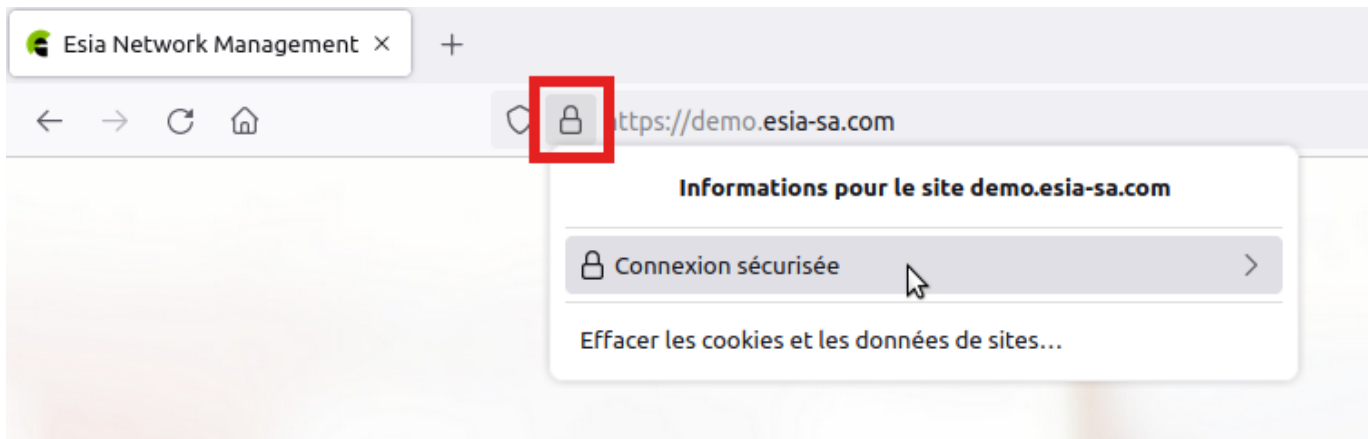 Esia Network Management
ttps://demo.esia-sa.com
Informations pour le site demo.esia-sa.com
Connexion sécurisée
Effacer les cookies et les données de sites…